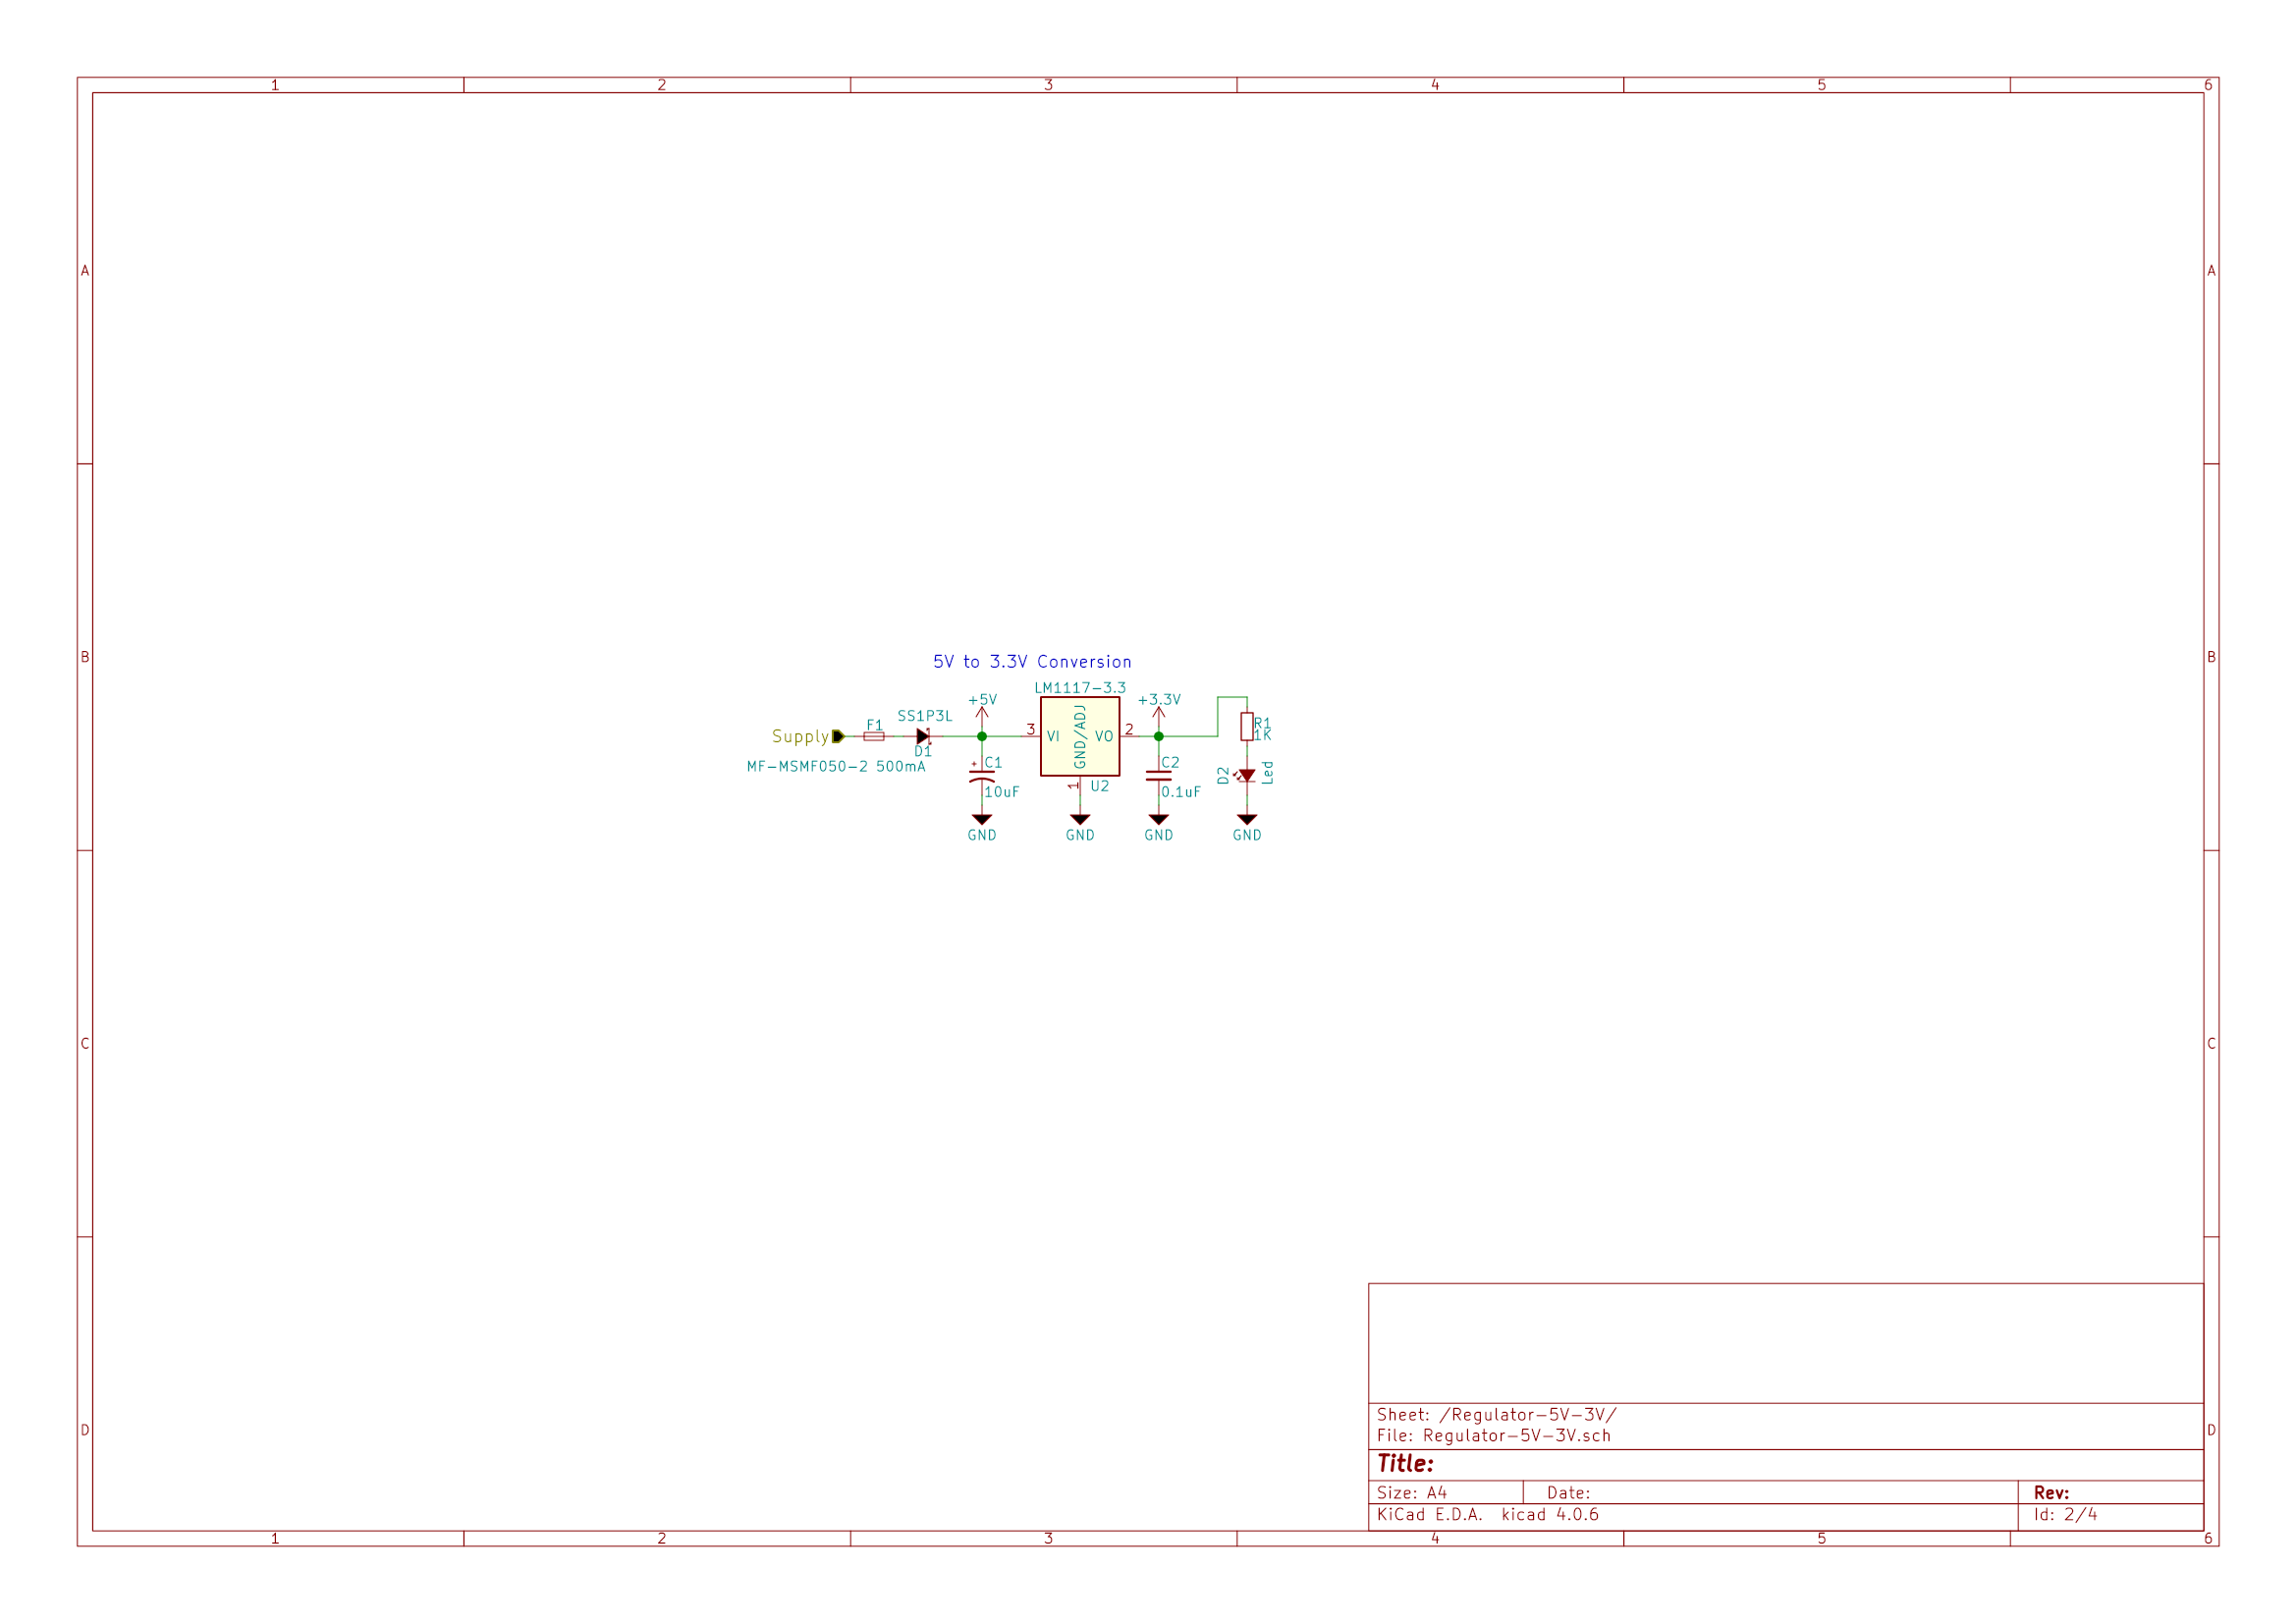 1 2 3 4 5 6
A A
B B
5V to 3.3V Conversion
LM1117-3.3
+5V +3.3V
SS1P3L
F1
R1
Supply 3 VI GND/ADJ VO 2
1K
D1
C1 C2
MF-MSMF050-2 500mA
D2 Led
1 U2
10uF 0.1uF
GND GND GND GND
C C
Sheet: /Regulator-5V-3V/
D D
File: Regulator-5V-3V.sch
Title:
Size: A4 Date: Rev:
KiCad E.D.A. kicad 4.0.6 Id: 2/4
1 2 3 4 5 6